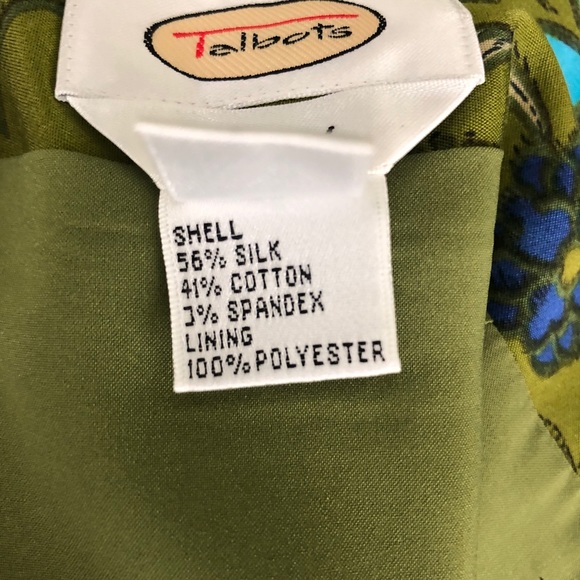 Talbots
SHELL
56% SILK
41% COTTON
3% SPANDEX
LINING
100% POLYESTER